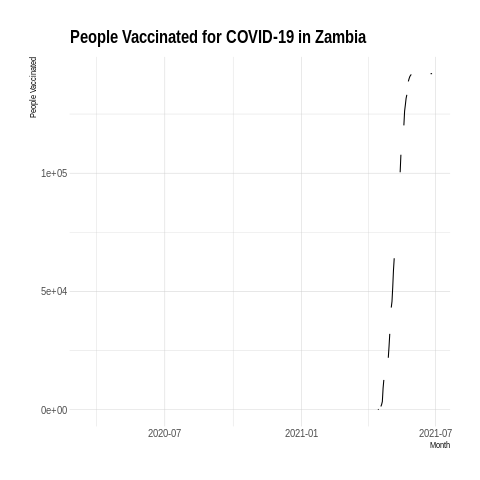 People Vaccinated for COVID-19 in Zambia
People Vaccinated
1e+05
5e+04
0e+00
2020-07 2021-01 2021-07
Month